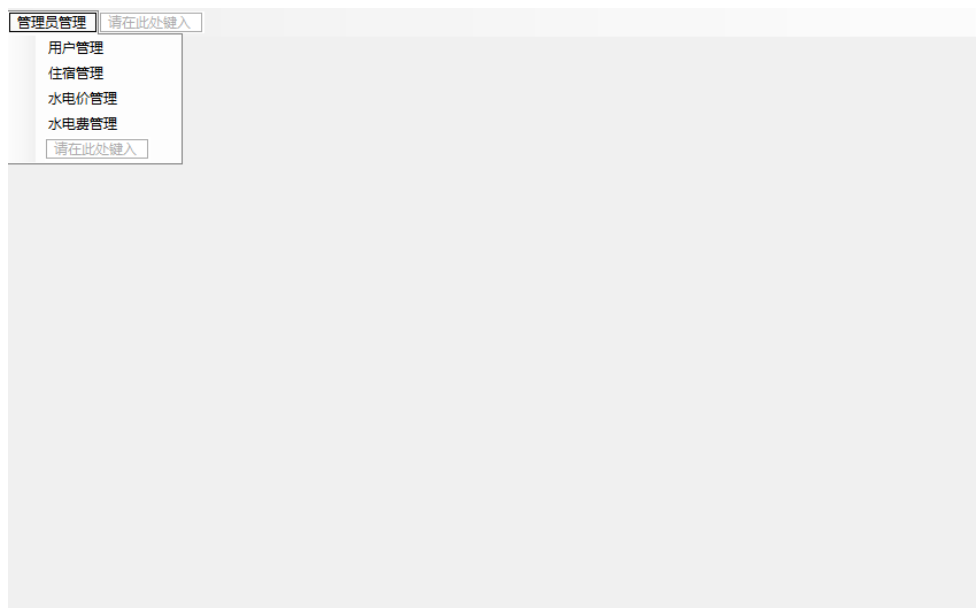 管理员管理 请在此处键入
用户管理
住宿管理
水电价管理
水电费管理
请在此处键入